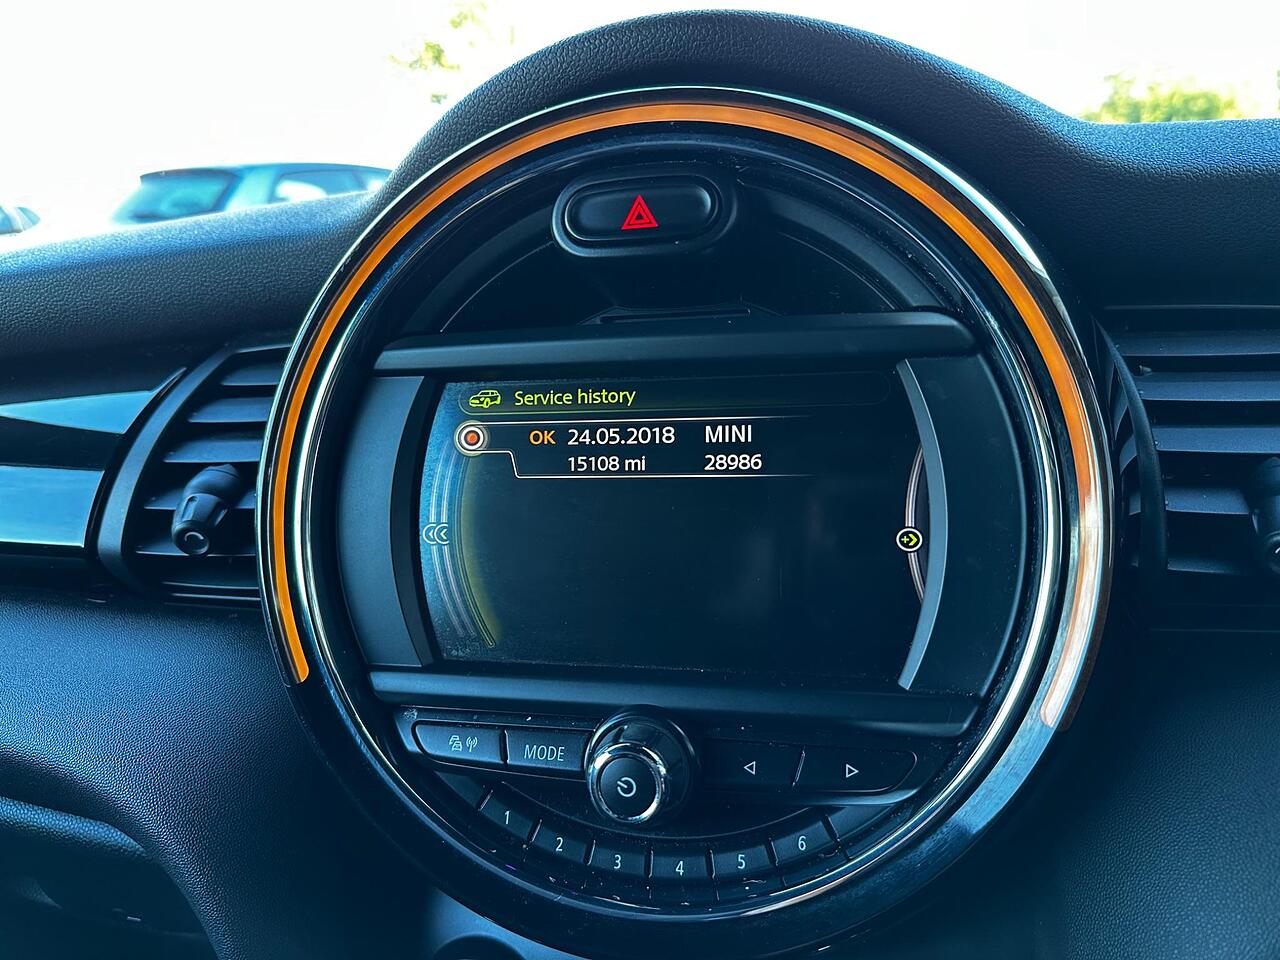 Service history
OK 24.05.2018 MINI
15108 mi 28986
MODE
1 2 3 4 5 6